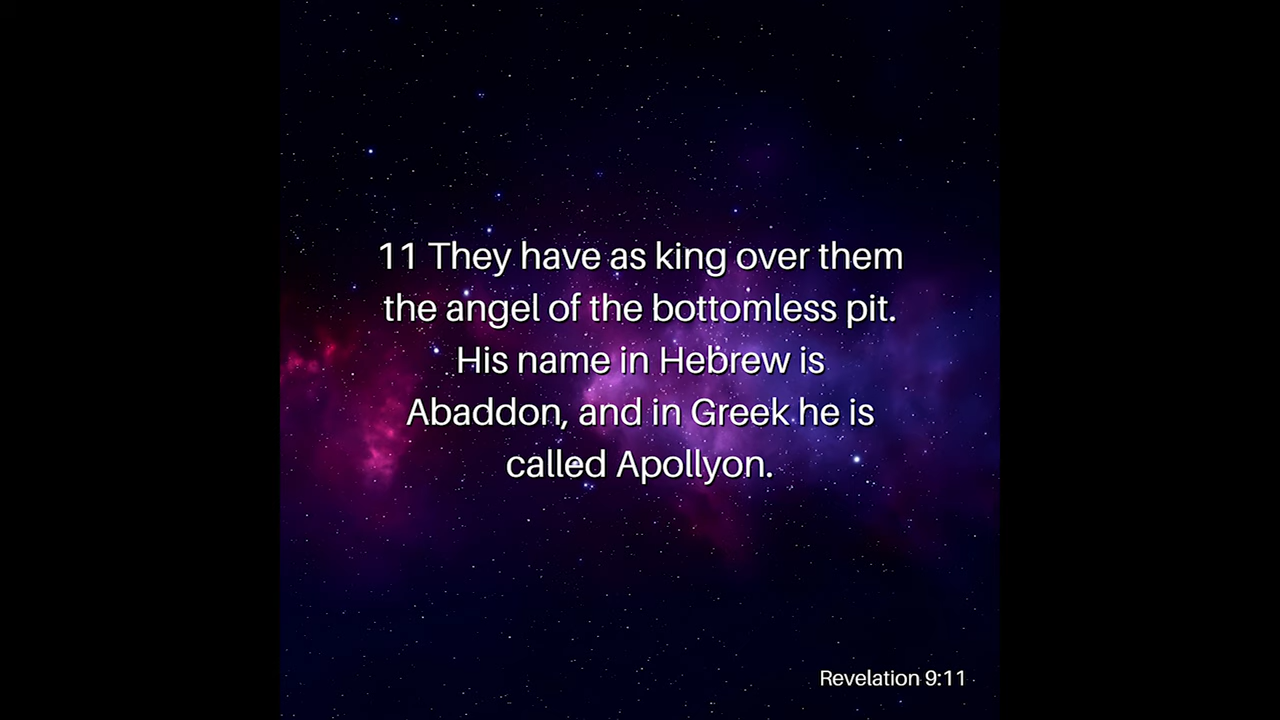 11 They have as king over them
the angel of the bottomless pit.
His name in Hebrew is
Abaddon, and in Greek he is
called Apollyon.
Revelation 9:11